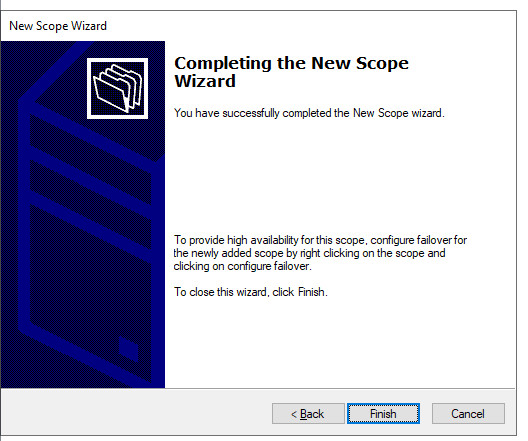 New Scope Wizard
Completing the New Scope
Wizard
You have successfully completed the New Scope wizard.
To provide high availability for this scope, configure failover for
the newly added scope by right clicking on the scope and
clicking on configure failover.
To close this wizard, click Finish.
< Back
Finish
Cancel